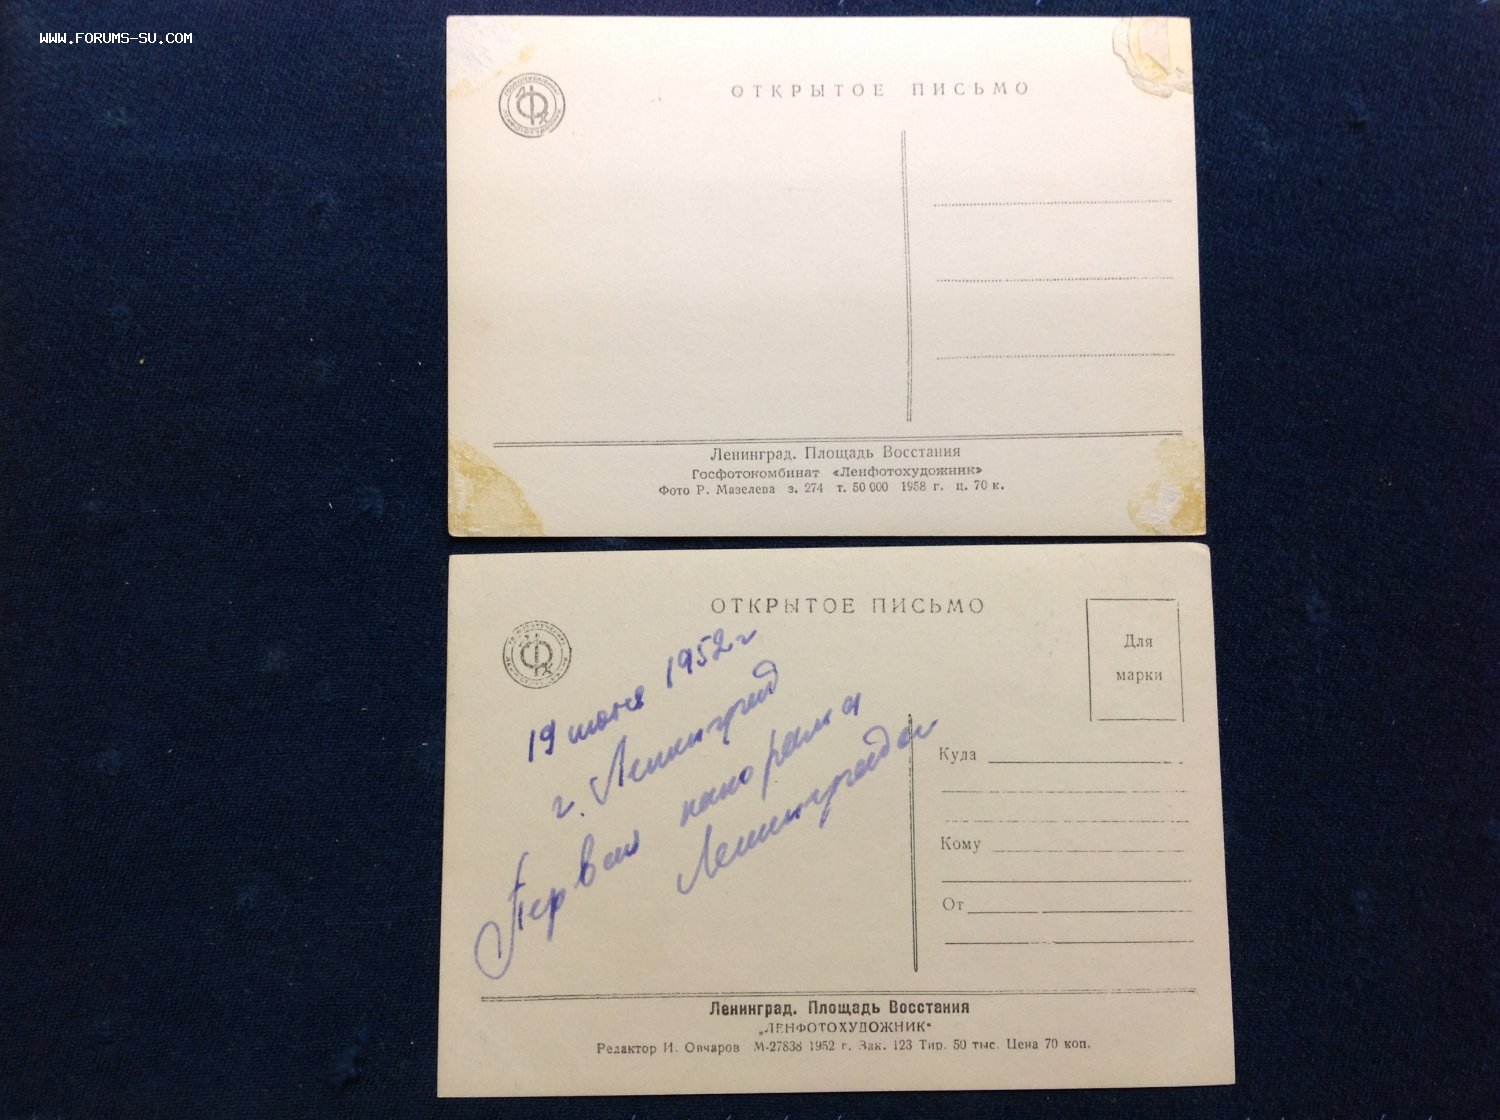 WWW.FORUMS-SU.COM
ОТКРЫТОЕ ПИСЬМО
Ленинград. Площадь Восстания
Госфотокомбинат «Ленфотохудожник»
Фото Р. Мазелева з. 274 т. 50 000 1958 г. ц. 70 к.
ОТКРЫТОЕ ПИСЬМО
Для
марки
19 июня 1952 г
г. Ленинград
Первая панорама
Ленинграда
Куда
Кому
От
Ленинград. Площадь Восстания
„ЛЕНФОТОХУДОЖНИК“
Редактор И. Овчаров М-27838 1952 г. Зак. 123 Тир. 50 тыс. Цена 70 коп.